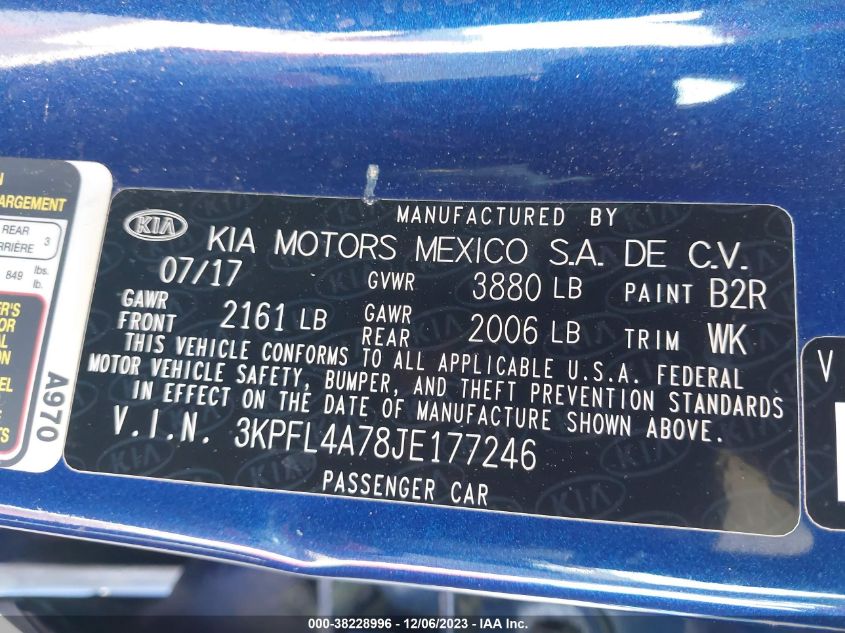 N
ARGEMENT
REAR 3
RRIÈRE
849 lbs.
lb.
A970
MANUFACTURED BY
KIA KIA MOTORS MEXICO S.A. DE C.V.
07/17 GVWR 3880 LB PAINT B2R
GAWR FRONT 2161 LB GAWR REAR 2006 LB TRIM WK
THIS VEHICLE CONFORMS TO ALL APPLICABLE U.S.A. FEDERAL
MOTOR VEHICLE SAFETY, BUMPER, AND THEFT PREVENTION STANDARDS
IN EFFECT ON THE DATE OF MANUFACTURE SHOWN ABOVE.
V.I.N. 3KPFL4A78JE177246
PASSENGER CAR
V
000-38228996 - 12/06/2023 - IAA Inc.